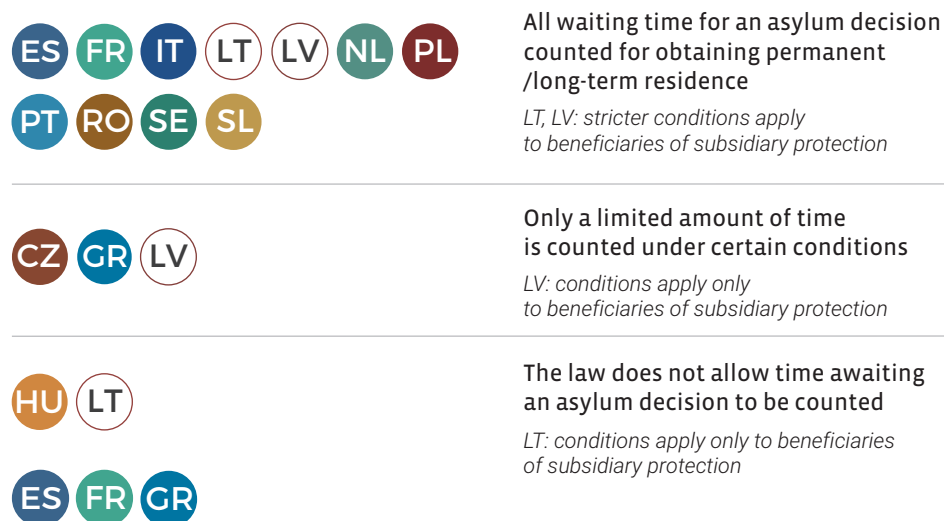 ES FR IT LT LV NL PL
PT RO SE SL
All waiting time for an asylum decision
counted for obtaining permanent
/long-term residence
LT, LV: stricter conditions apply
to beneficiaries of subsidiary protection
CZ GR LV
Only a limited amount of time
is counted under certain conditions
LV: conditions apply only
to beneficiaries of subsidiary protection
HU LT
The law does not allow time awaiting
an asylum decision to be counted
LT: conditions apply only to beneficiaries
of subsidiary protection
ES FR GR